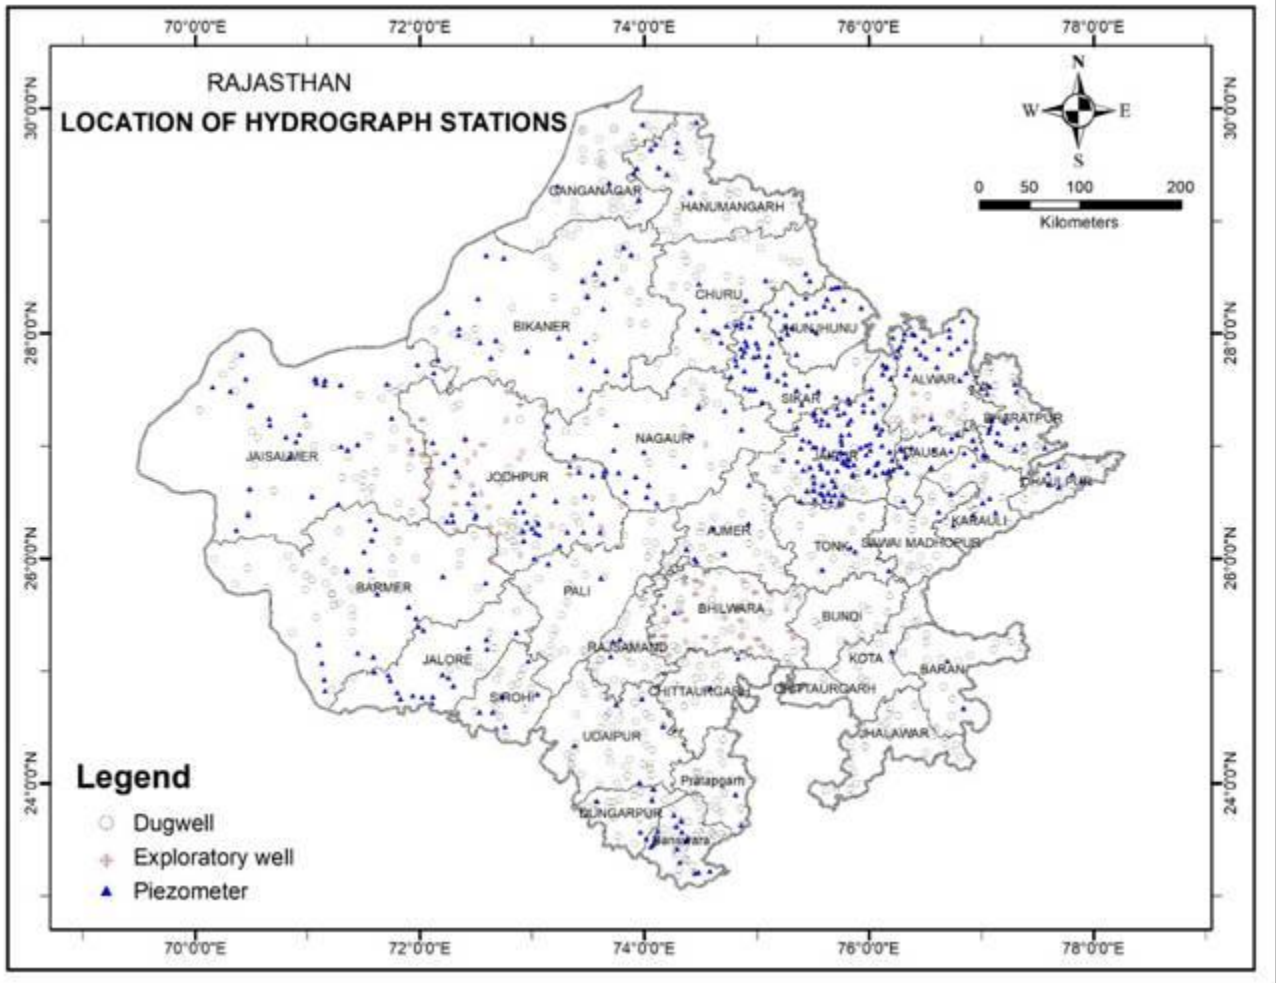 70°0'0"E 72°0'0"E 74°0'0"E 76°0'0"E 78°0'0"E
RAJASTHAN
LOCATION OF HYDROGRAPH STATIONS
N
W E
S
0 50 100 200
Kilometers
30°0'0"N 30°0'0"N
GANGANAGAR
HANUMANGARH
CHURU
BIKANER
JHUNJHUNU
28°0'0"N 28°0'0"N
ALWAR
SIKAR
BHARATPUR
NAGAUR
JAISALMER
JAIPUR
DAUSA
JODHPUR
DHAULPUR
KARAULI
AJMER
TONK
SAWAI MADHOPUR
26°0'0"N 26°0'0"N
BARMER
PALI
BHILWARA
BUNDI
RAJSAMAND
JALORE
KOTA
BARAN
SIROHI
CHITTAURGARH
CHITTAURGARH
UDAIPUR
JHALAWAR
Pratapgarh
24°0'0"N 24°0'0"N
DUNGARPUR
Banswara
Legend
Dugwell
Exploratory well
Piezometer
70°0'0"E 72°0'0"E 74°0'0"E 76°0'0"E 78°0'0"E